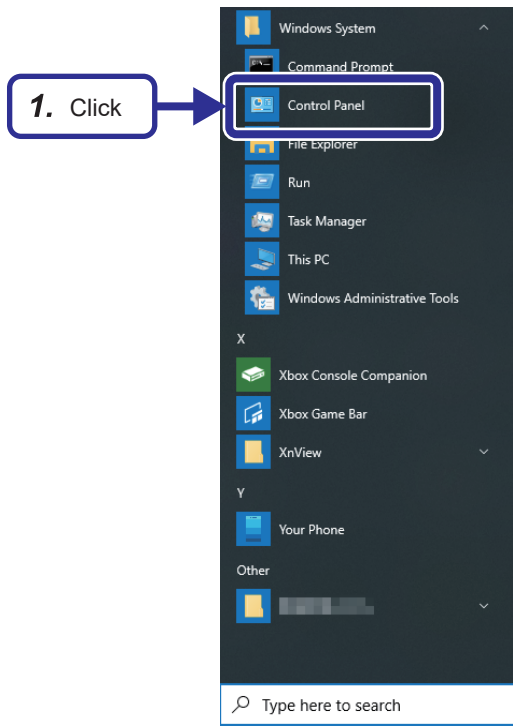 Windows System
Command Prompt
1. Click
Control Panel
File Explorer
Run
Task Manager
This PC
Windows Administrative Tools
X
Xbox Console Companion
Xbox Game Bar
XnView
Y
Your Phone
Other
Type here to search